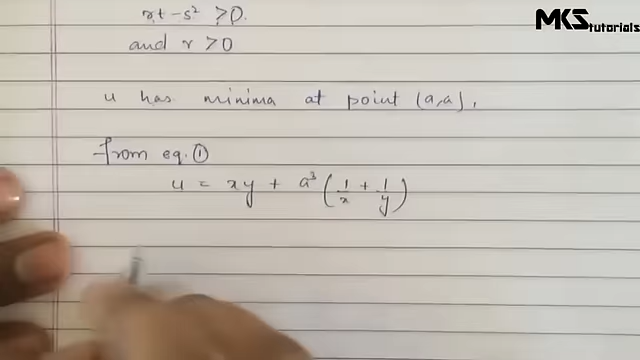 MKS tutorials
rt - s² > 0.
and r > 0
u has minima at point (a,a).
from eq. ①
u = xy + a³ (1/x + 1/y)